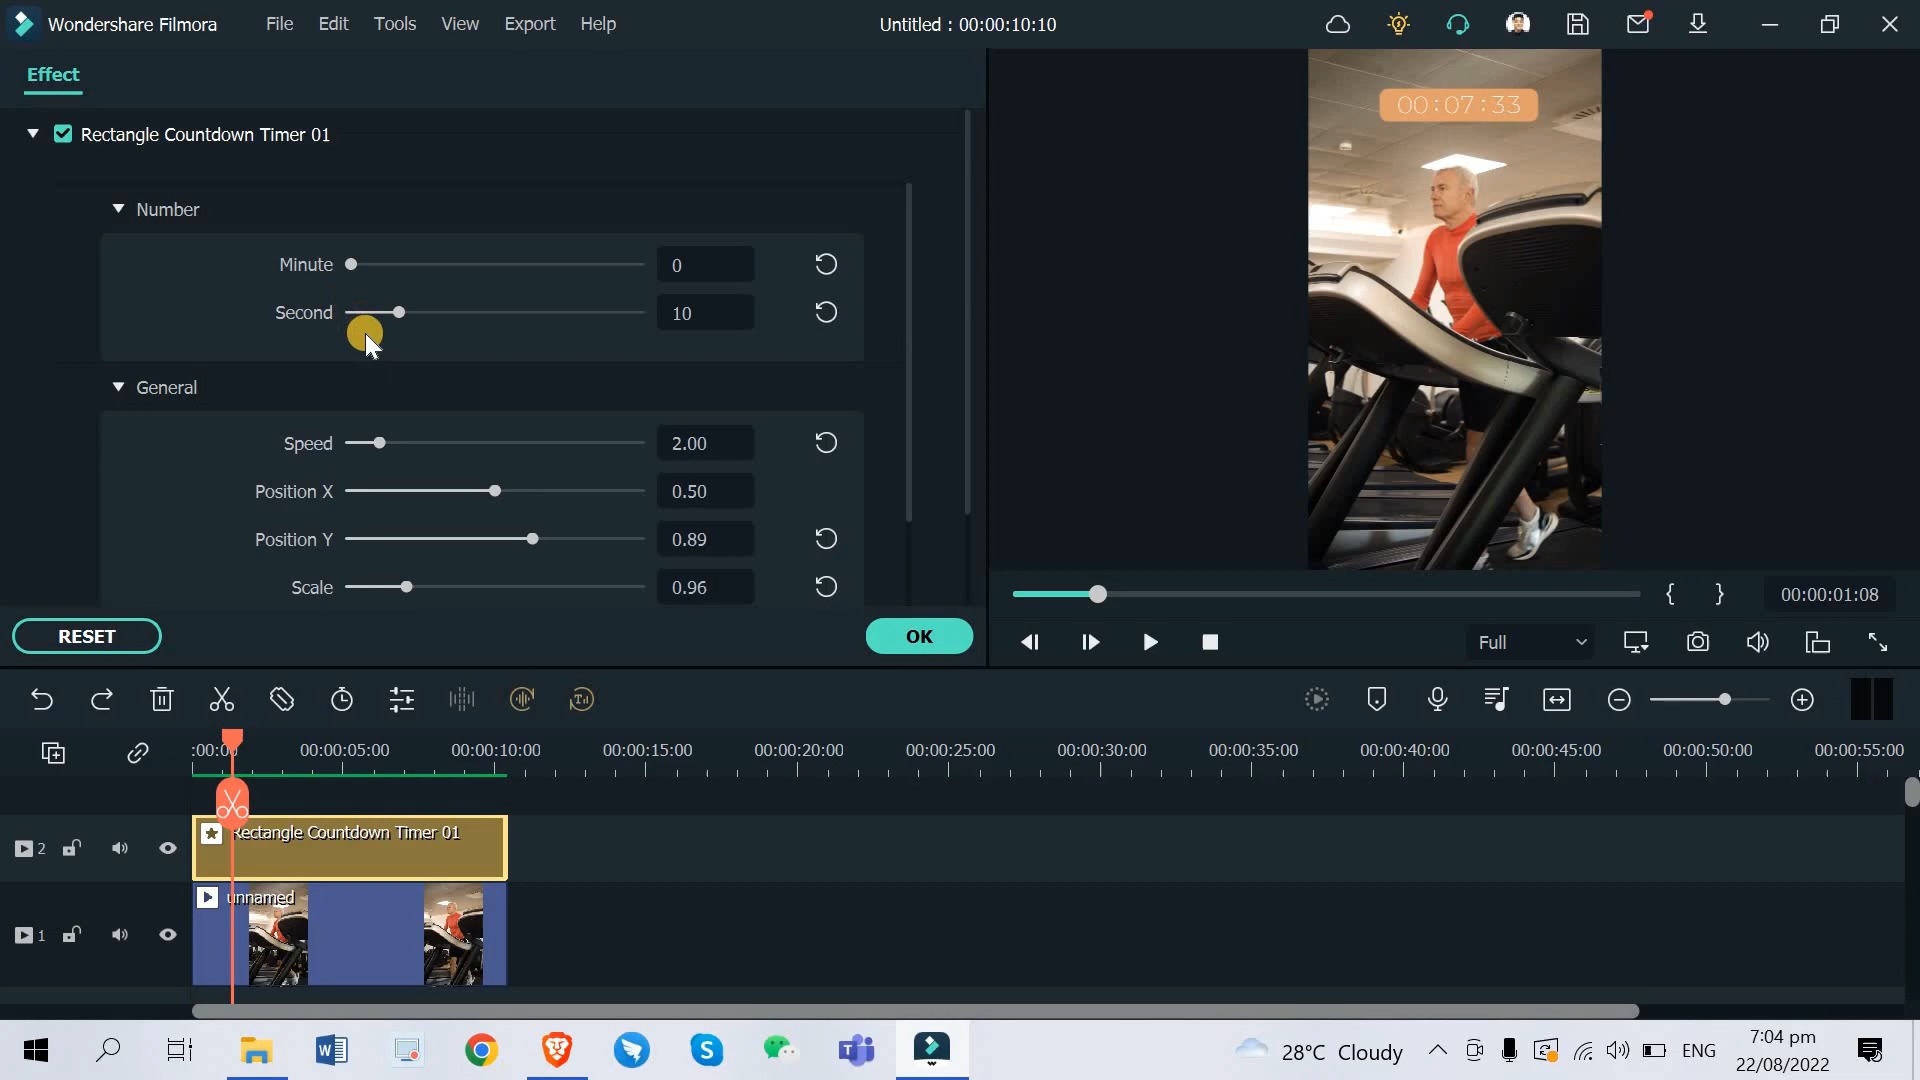 Wondershare Filmora
File Edit Tools View Export Help
Untitled : 00:00:10:10
Effect
Rectangle Countdown Timer 01
Number
Minute 0
Second 10
General
Speed 2.00
Position X 0.50
Position Y 0.89
Scale 0.96
RESET
OK
00:07:33
00:00:01:08
Full
:00:00 00:00:05:00 00:00:10:00 00:00:15:00 00:00:20:00 00:00:25:00 00:00:30:00 00:00:35:00 00:00:40:00 00:00:45:00 00:00:50:00 00:00:55:00
2
Rectangle Countdown Timer 01
1
unnamed
28°C Cloudy
ENG
7:04 pm
22/08/2022